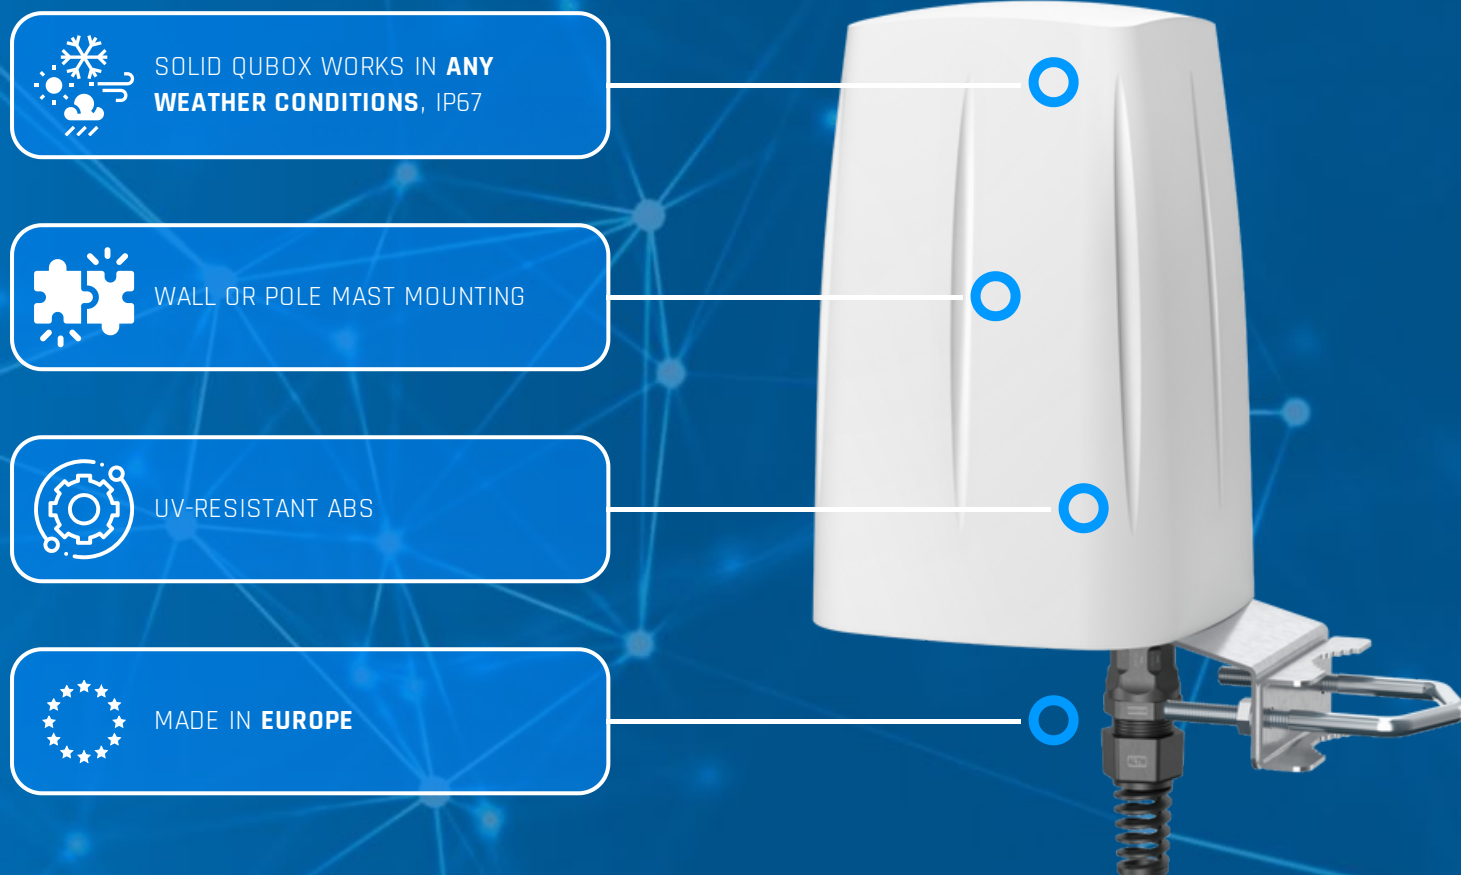 SOLID QUBOX WORKS IN ANY
WEATHER CONDITIONS, IP67
WALL OR POLE MAST MOUNTING
UV-RESISTANT ABS
MADE IN EUROPE